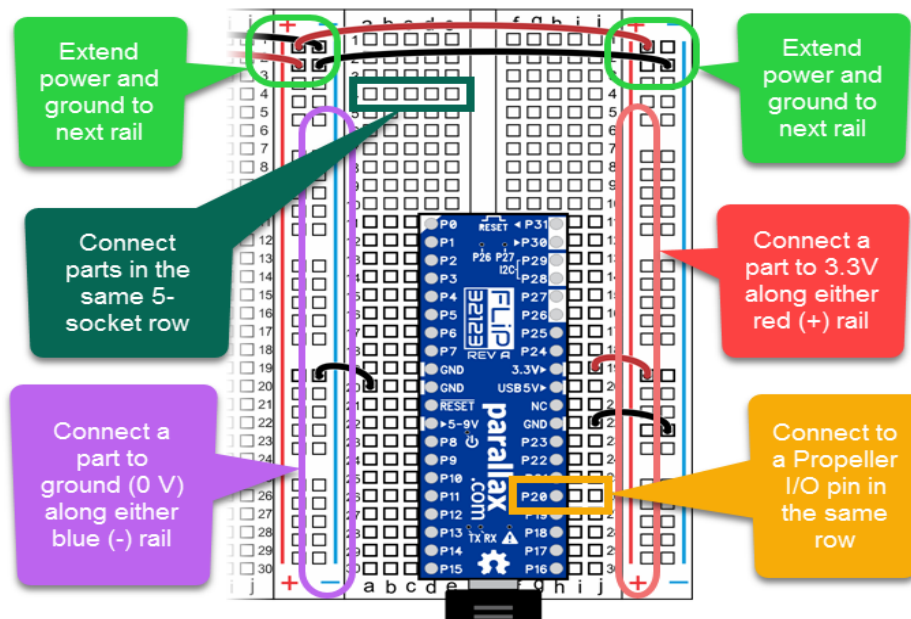 Extend
power and
ground to
next rail
Connect
parts in the
same 5-
socket row
Connect a
part to
ground (0 V)
along either
blue (-) rail
Extend
power and
ground to
next rail
Connect a
part to 3.3V
along either
red (+) rail
Connect to
a Propeller
I/O pin in
the same
row
i j + − a b c d e f g h i j + −
P0 RESET ◄P31
P1 ►P30
P2 P26 P27 P29
P3 I2C P28
P4 P27
P5 P26
P6 P25
P7 P24
GND 3.3V►
GND USB5V►
RESET NC
►5-9V GND
P8 P23
P9 P22
P10
P11 P20
P12 P19
P13 TX RX P18
P14 P17
P15 P16
FLiP
32123
REV A
parallax
.com
i j + − a b c d e f g h i j + −